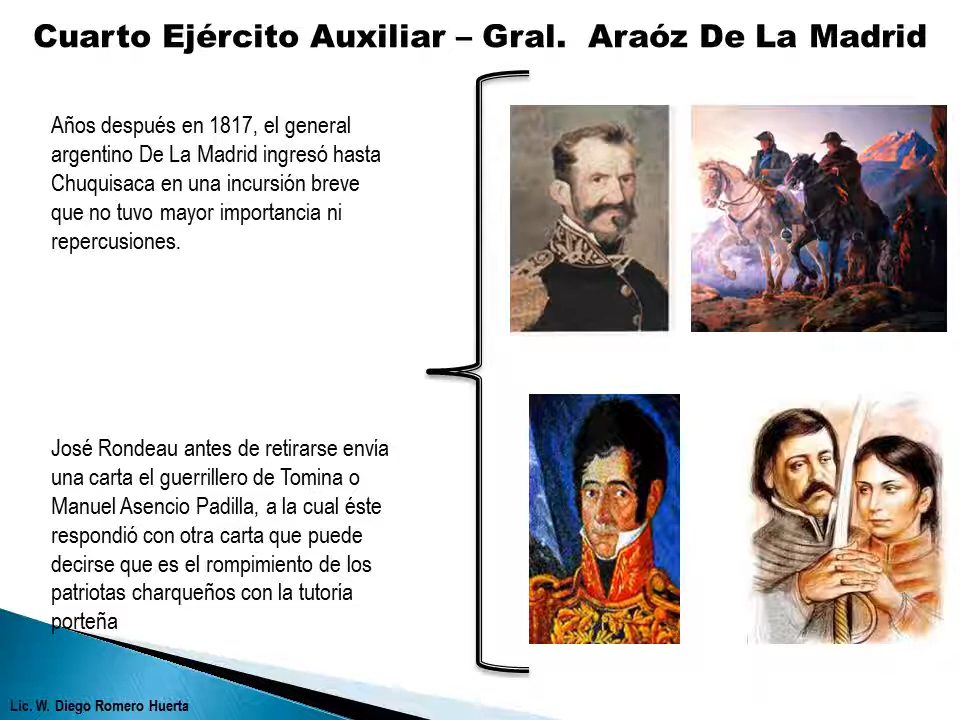 Cuarto Ejército Auxiliar – Gral. Araóz De La Madrid
Años después en 1817, el general
argentino De La Madrid ingresó hasta
Chuquisaca en una incursión breve
que no tuvo mayor importancia ni
repercusiones.
José Rondeau antes de retirarse envía
una carta el guerrillero de Tomina o
Manuel Asencio Padilla, a la cual éste
respondió con otra carta que puede
decirse que es el rompimiento de los
patriotas charqueños con la tutoría
porteña
Lic. W. Diego Romero Huerta